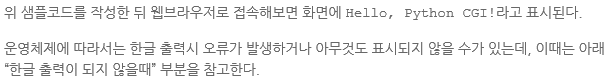 위 샘플코드를 작성한 뒤 웹브라우저로 접속해보면 화면에 Hello, Python CGI!라고 표시된다.
운영체제에 따라서는 한글 출력시 오류가 발생하거나 아무것도 표시되지 않을 수가 있는데, 이때는 아래
“한글 출력이 되지 않을때” 부분을 참고한다.